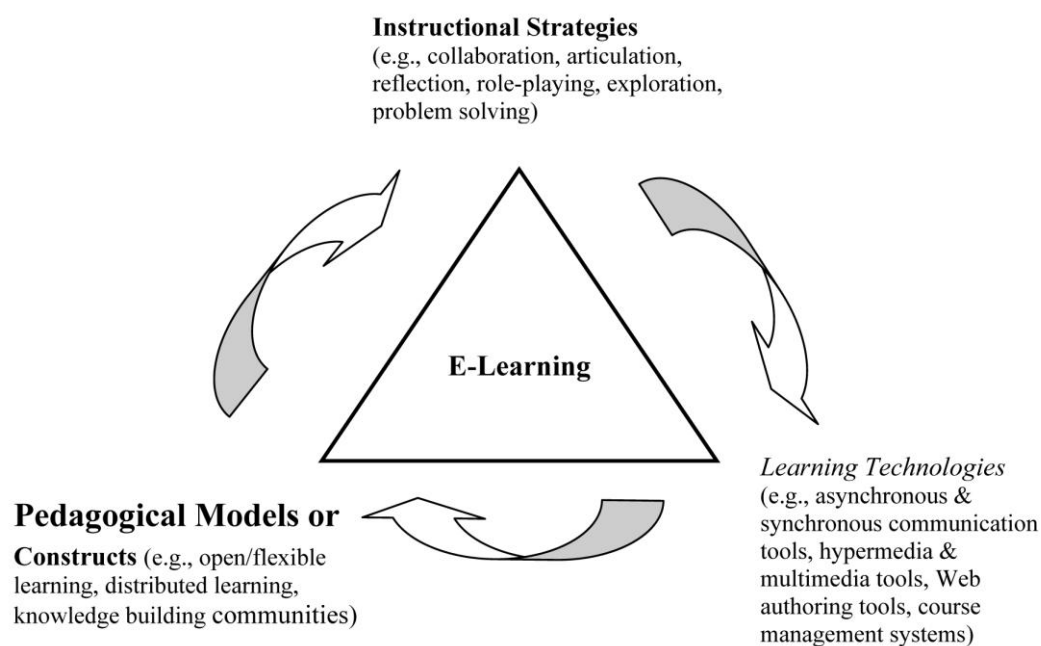 Instructional Strategies
(e.g., collaboration, articulation,
reflection, role-playing, exploration,
problem solving)
E-Learning
Pedagogical Models or
Constructs (e.g., open/flexible
learning, distributed learning,
knowledge building communities)
Learning Technologies
(e.g., asynchronous &
synchronous communication
tools, hypermedia &
multimedia tools, Web
authoring tools, course
management systems)